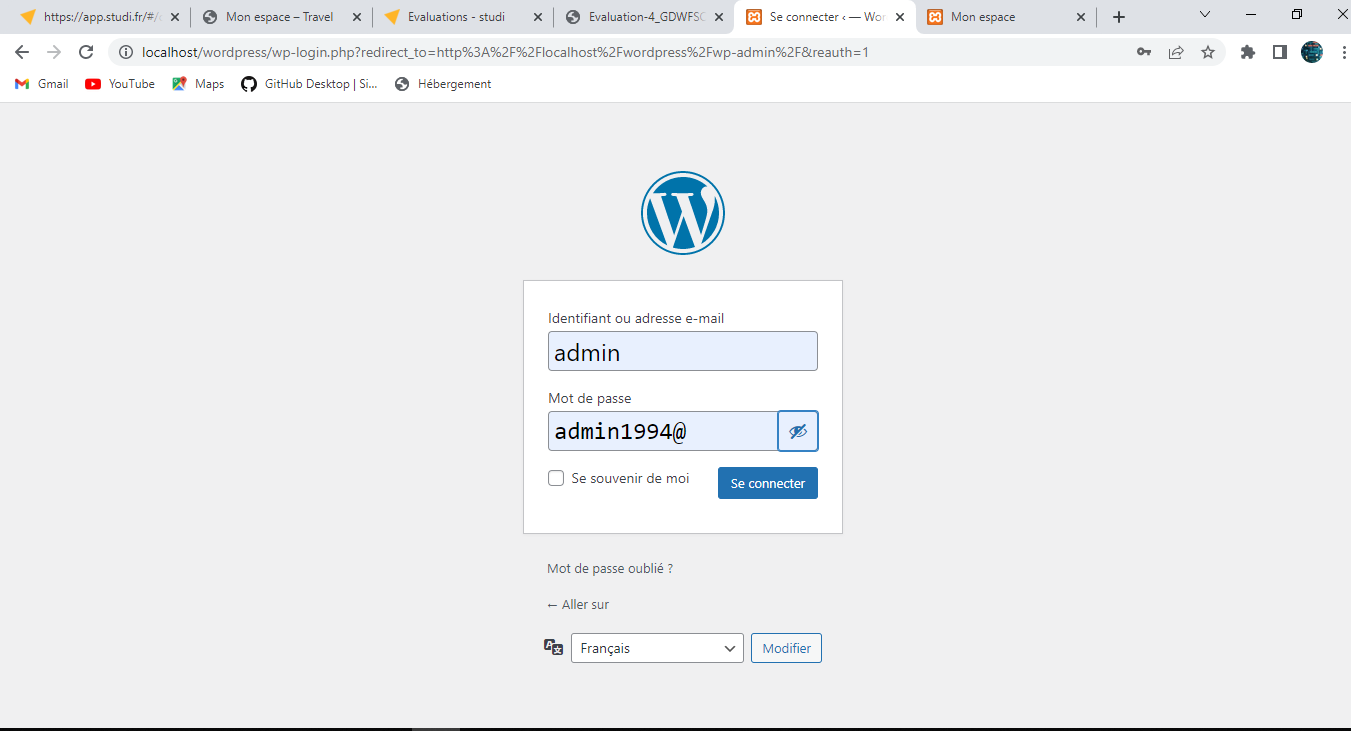 https://app.studi.fr/#/
Mon espace – Travel
Evaluations - studi
Evaluation-4_GDWFSC
Se connecter ‹ — Wor
Mon espace
localhost/wordpress/wp-login.php?redirect_to=http%3A%2F%2Flocalhost%2Fwordpress%2Fwp-admin%2F&reauth=1
Gmail
YouTube
Maps
GitHub Desktop | Si...
Hébergement
Identifiant ou adresse e-mail
admin
Mot de passe
admin1994@
Se souvenir de moi
Se connecter
Mot de passe oublié ?
← Aller sur
Français
Modifier